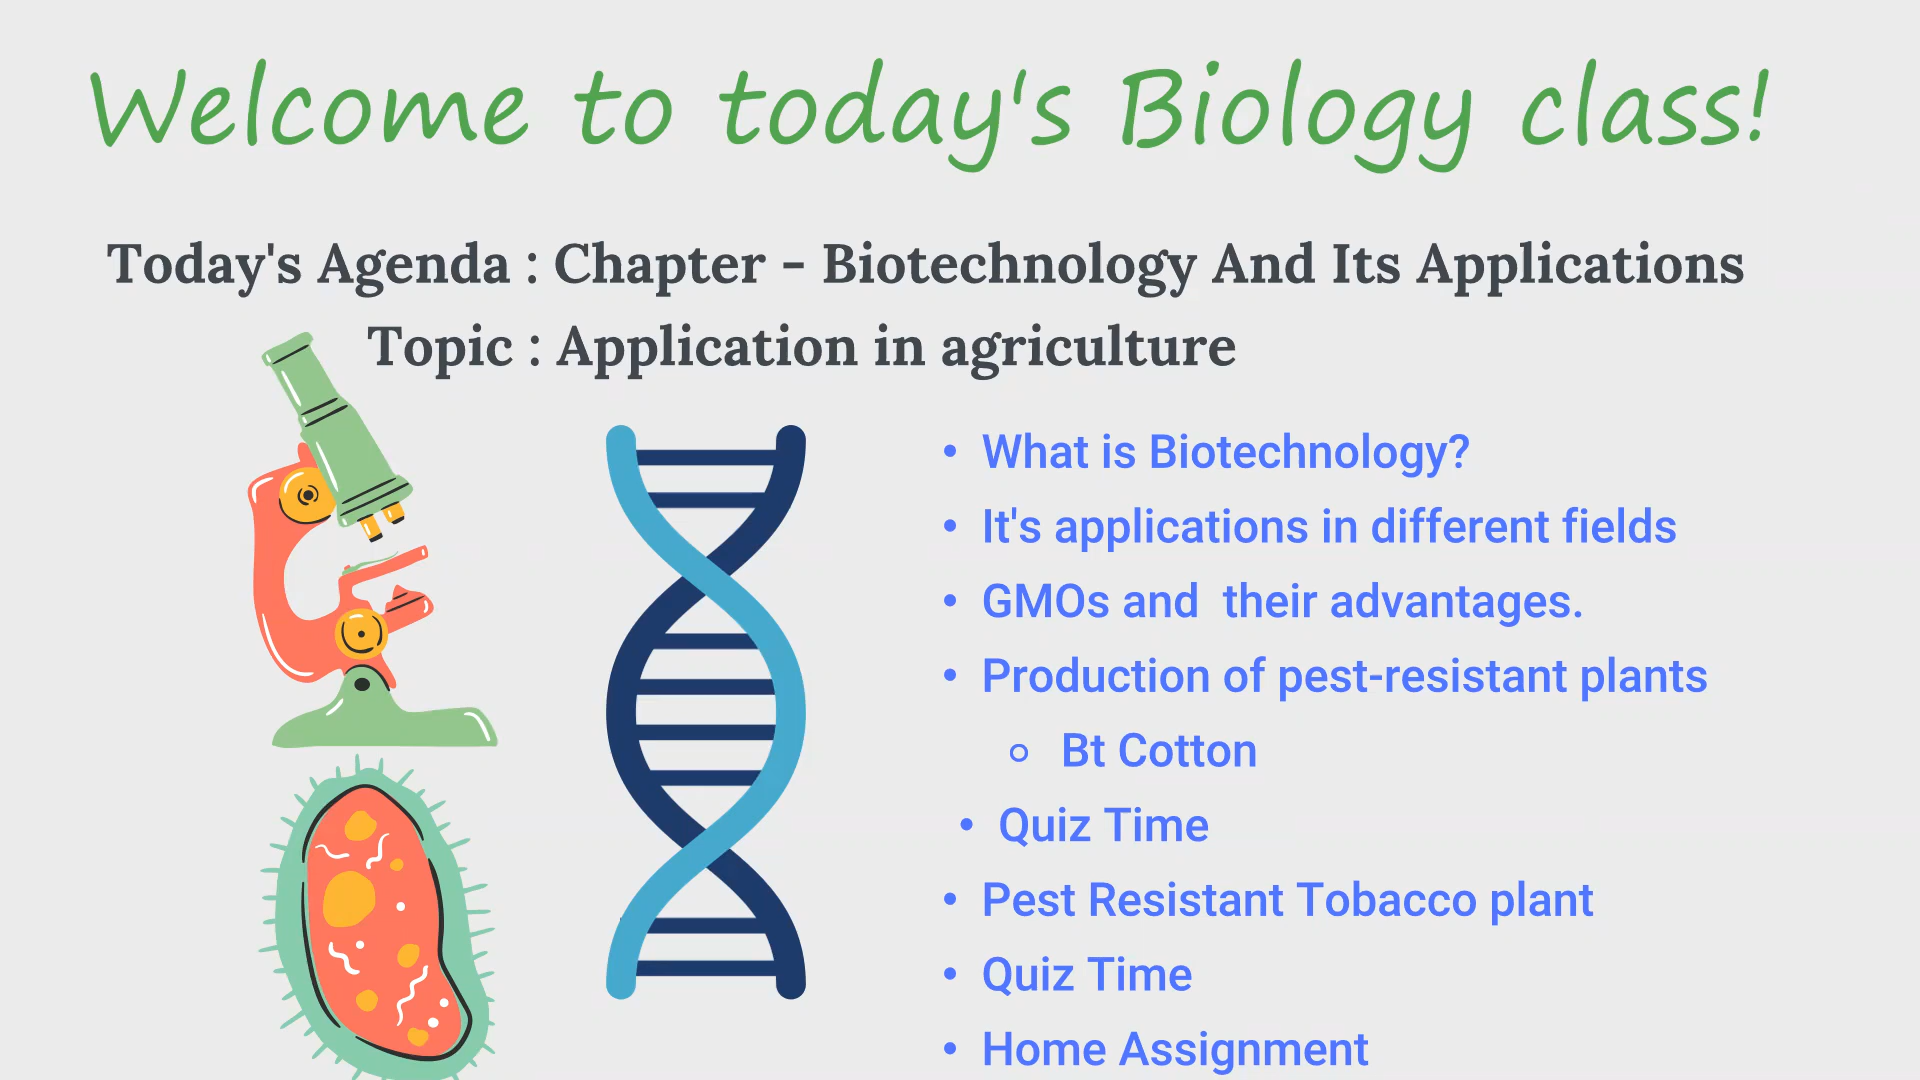 Welcome to today's Biology class!
Today's Agenda : Chapter - Biotechnology And Its Applications
Topic : Application in agriculture
• What is Biotechnology?
• It's applications in different fields
• GMOs and  their advantages.
• Production of pest-resistant plants
○ Bt Cotton
• Quiz Time
• Pest Resistant Tobacco plant
• Quiz Time
• Home Assignment